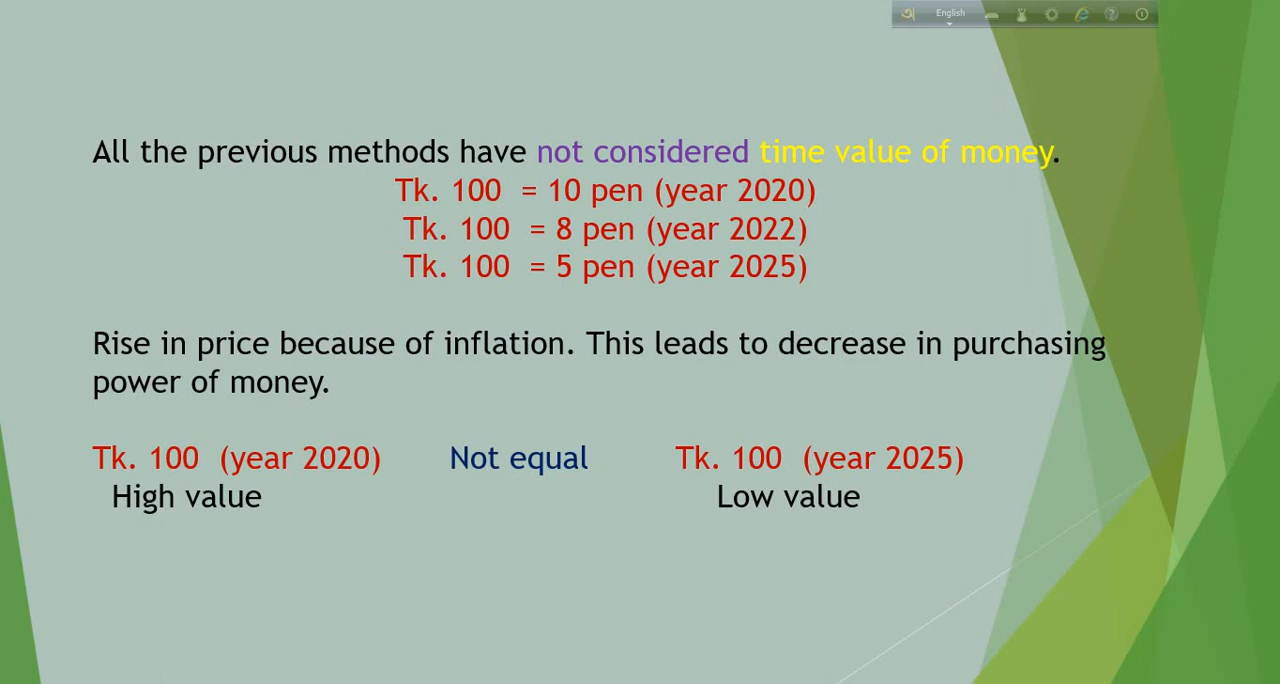 English
All the previous methods have not considered time value of money.
Tk. 100 = 10 pen (year 2020)
Tk. 100 = 8 pen (year 2022)
Tk. 100 = 5 pen (year 2025)
Rise in price because of inflation. This leads to decrease in purchasing
power of money.
Tk. 100 (year 2020) Not equal Tk. 100 (year 2025)
High value Low value